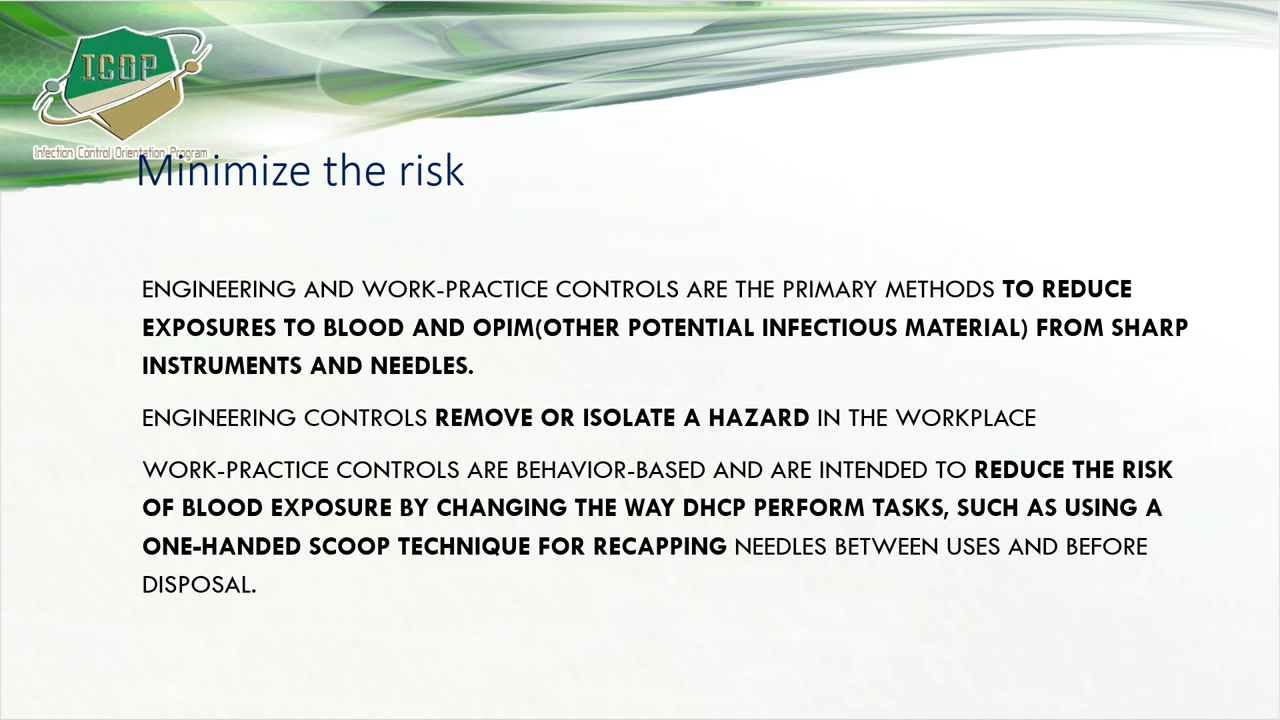 ICOP
Infection Control Orientation Program
Minimize the risk
ENGINEERING AND WORK-PRACTICE CONTROLS ARE THE PRIMARY METHODS TO REDUCE
EXPOSURES TO BLOOD AND OPIM(OTHER POTENTIAL INFECTIOUS MATERIAL) FROM SHARP
INSTRUMENTS AND NEEDLES.
ENGINEERING CONTROLS REMOVE OR ISOLATE A HAZARD IN THE WORKPLACE
WORK-PRACTICE CONTROLS ARE BEHAVIOR-BASED AND ARE INTENDED TO REDUCE THE RISK
OF BLOOD EXPOSURE BY CHANGING THE WAY DHCP PERFORM TASKS, SUCH AS USING A
ONE-HANDED SCOOP TECHNIQUE FOR RECAPPING NEEDLES BETWEEN USES AND BEFORE
DISPOSAL.